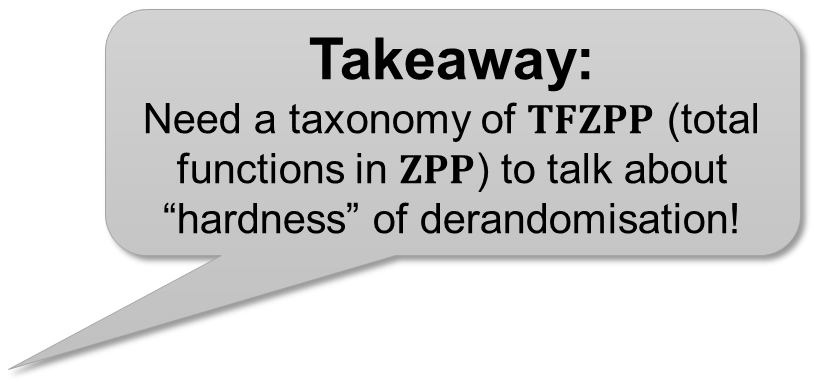 Takeaway:
Need a taxonomy of TFZPP (total
functions in ZPP) to talk about
“hardness” of derandomisation!